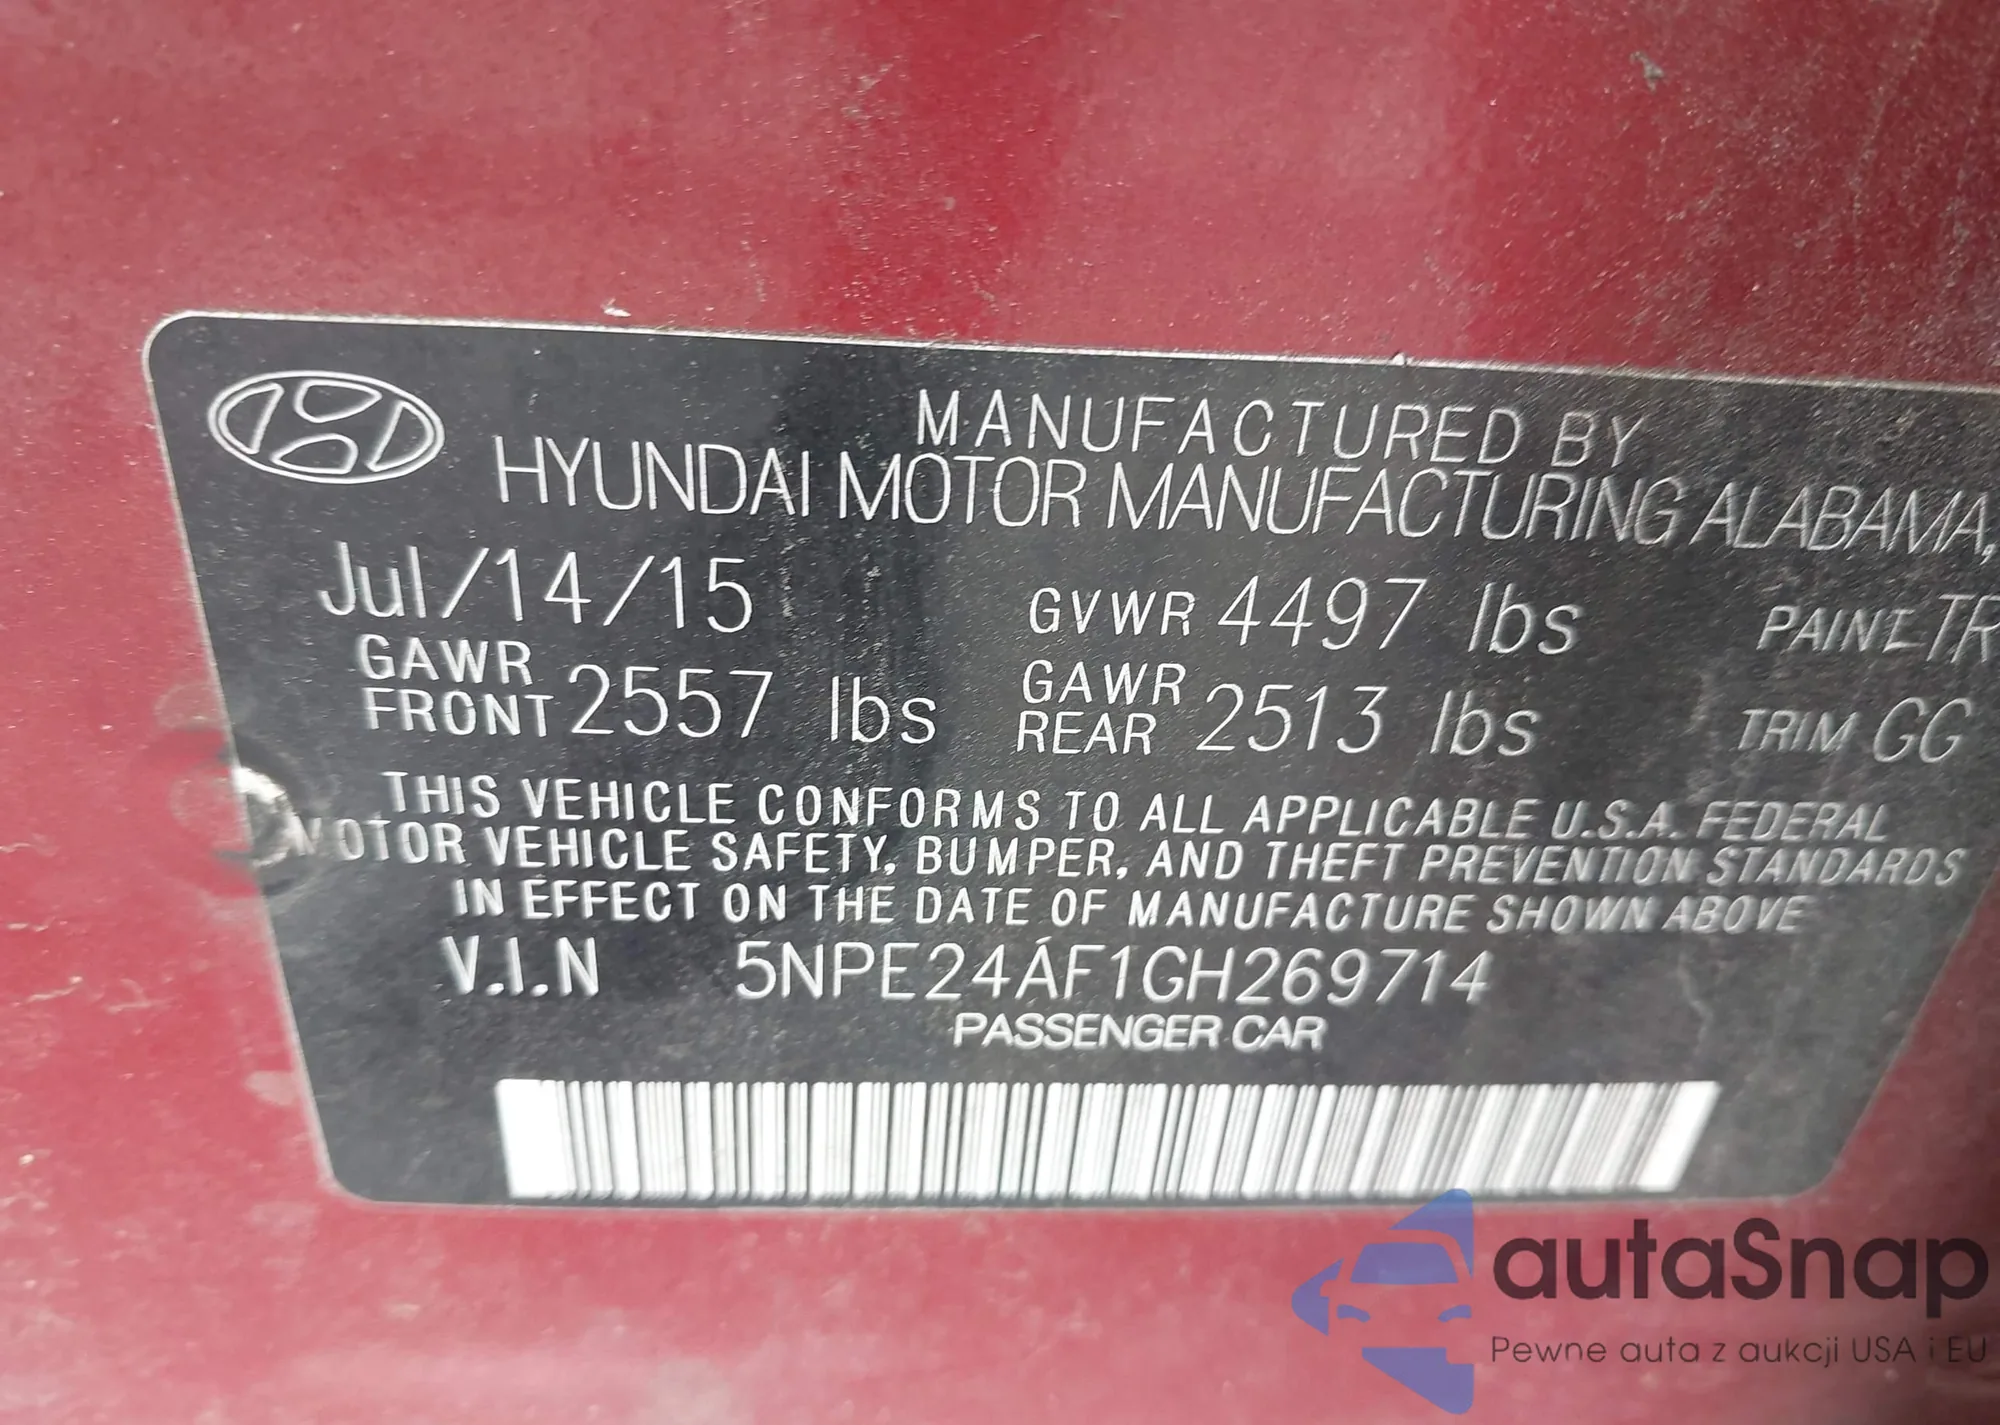 MANUFACTURED BY
HYUNDAI MOTOR MANUFACTURING ALABAMA,
Jul/14/15 GVWR 4497 lbs PAINT TR
GAWR FRONT 2557 lbs GAWR REAR 2513 lbs TRIM GG
THIS VEHICLE CONFORMS TO ALL APPLICABLE U.S.A. FEDERAL
MOTOR VEHICLE SAFETY, BUMPER, AND THEFT PREVENTION STANDARDS
IN EFFECT ON THE DATE OF MANUFACTURE SHOWN ABOVE
V.I.N 5NPE24AF1GH269714
PASSENGER CAR
autaSnap
Pewne auta z aukcji USA i EU